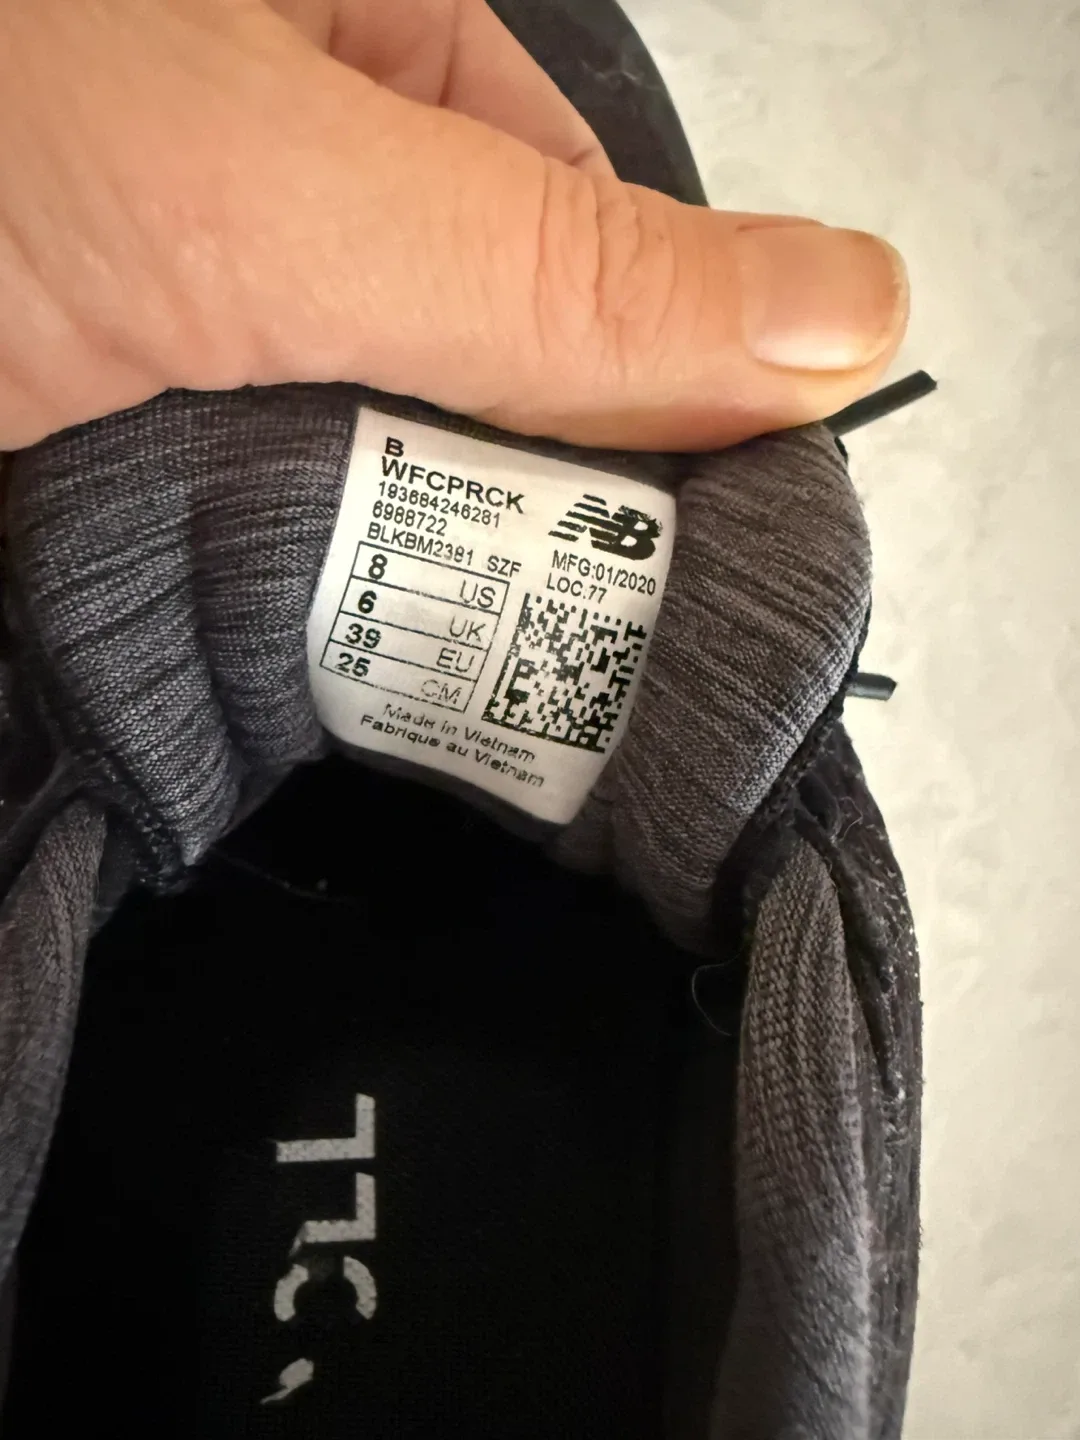 B
WFCPRCK
193684246281
6988722
BLKBM2381 SZF
NB
MFG:01/2020
LOC:77
8 US
6 UK
39 EU
25 CM
Made in Vietnam
Fabriqué au Vietnam